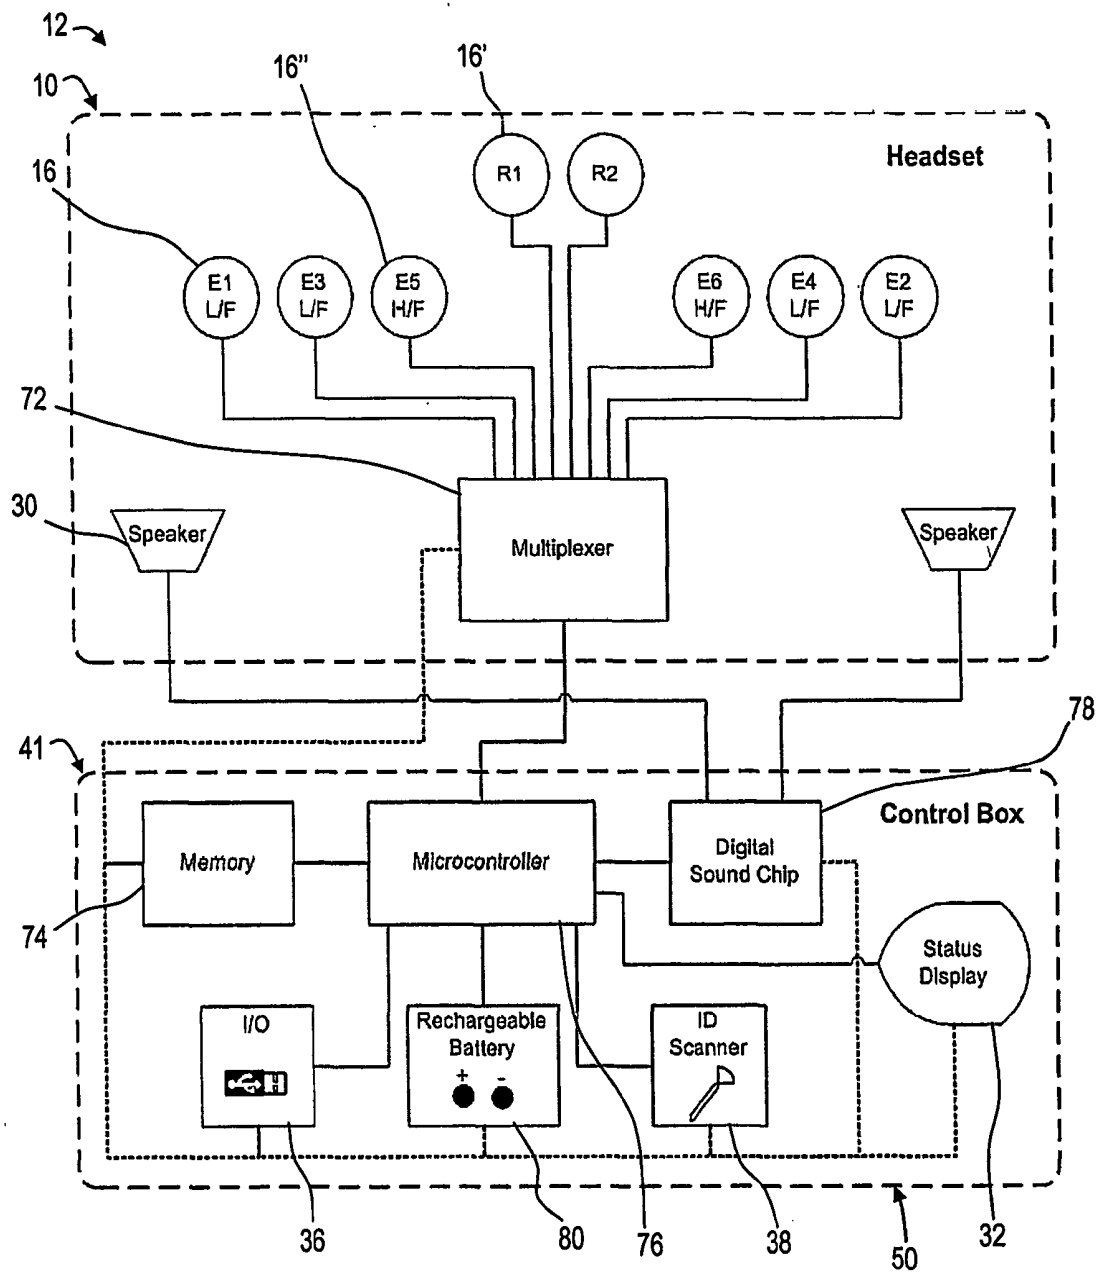 12
10
16"
16'
16
R1
R2
Headset
E1
L/F
E3
L/F
E5
H/F
E6
H/F
E4
L/F
E2
L/F
72
30
Speaker
Multiplexer
Speaker
78
41
Control Box
Memory
Microcontroller
Digital
Sound Chip
74
Status
Display
I/O
Rechargeable
Battery
+ -
ID
Scanner
36
80
76
38
50
32